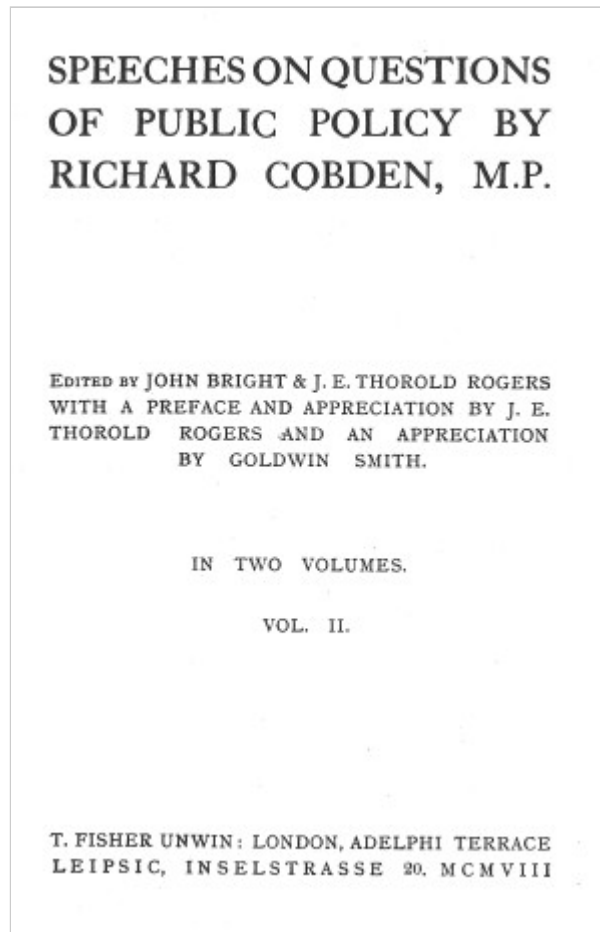 SPEECHES ON QUESTIONS
OF PUBLIC POLICY BY
RICHARD COBDEN, M.P.
EDITED BY JOHN BRIGHT & J. E. THOROLD ROGERS
WITH A PREFACE AND APPRECIATION BY J. E.
THOROLD ROGERS AND AN APPRECIATION
BY GOLDWIN SMITH.
IN TWO VOLUMES.
VOL. II.
T. FISHER UNWIN: LONDON, ADELPHI TERRACE
LEIPSIC, INSELSTRASSE 20. MCMVIII